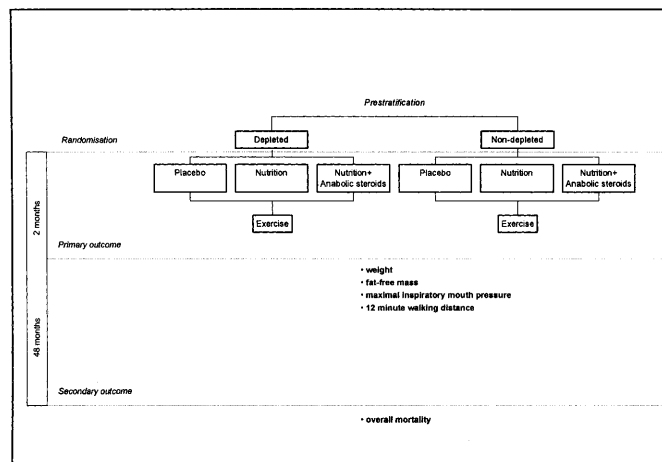 Prestratification
Randomisation
Depleted
Non-depleted
Placebo
Nutrition
Nutrition+
Anabolic steroids
Placebo
Nutrition
Nutrition+
Anabolic steroids
Exercise
Exercise
2 months
Primary outcome
• weight
• fat-free mass
• maximal inspiratory mouth pressure
• 12 minute walking distance
48 months
Secondary outcome
• overall mortality